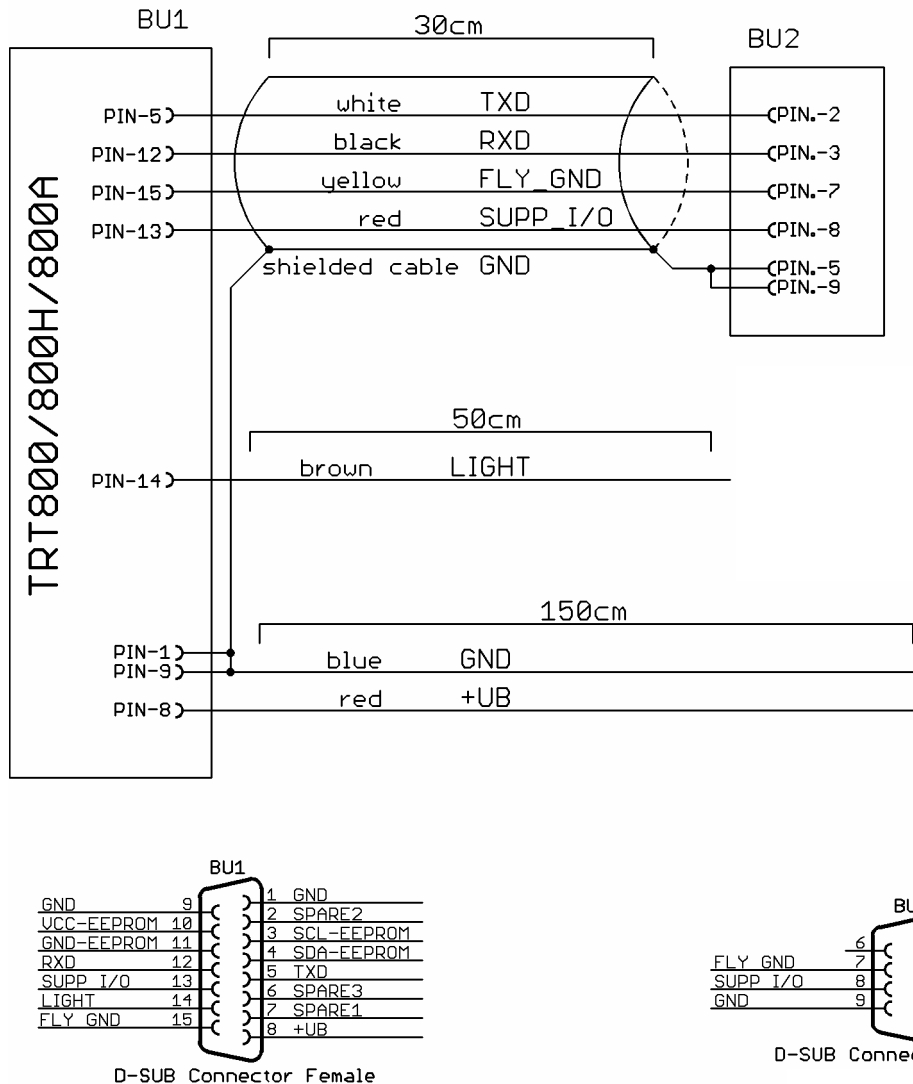 BU1
30cm
BU2
PIN-5
white
TXD
PIN.-2
PIN-12
black
RXD
PIN.-3
PIN-15
yellow
FLY_GND
PIN.-7
PIN-13
red
SUPP_I/O
PIN.-8
shielded cable
GND
PIN.-5
PIN.-9
TRT800/800H/800A
50cm
PIN-14
brown
LIGHT
150cm
PIN-1
PIN-9
blue
GND
PIN-8
red
+UB
BU1
GND 9
VCC-EEPROM 10
GND-EEPROM 11
RXD 12
SUPP I/O 13
LIGHT 14
FLY GND 15
1 GND
2 SPARE2
3 SCL-EEPROM
4 SDA-EEPROM
5 TXD
6 SPARE3
7 SPARE1
8 +UB
D-SUB Connector Female
BU
6
FLY GND 7
SUPP I/O 8
GND 9
D-SUB Connec